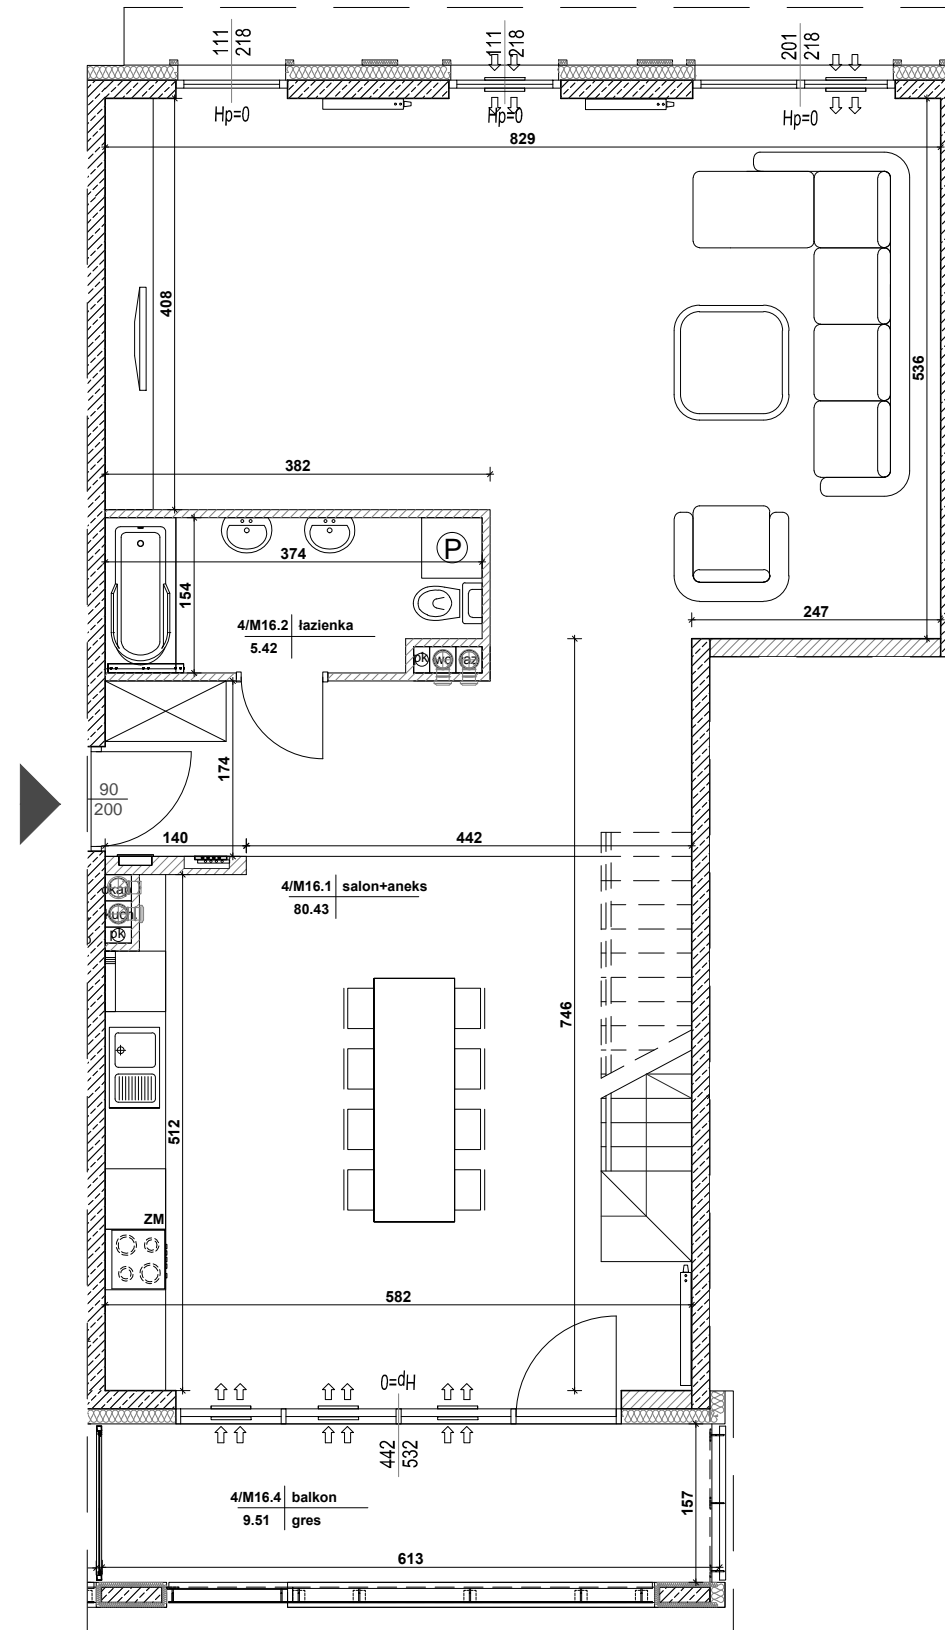 111
218
111
218
201
218
Hp=0
Hp=0
Hp=0
829
408
536
382
374
P
154
4/M16.2 łazienka
5.42
247
pk wc łaz
174
90
200
140
442
4/M16.1 salon+aneks
80.43
okap
kuch.
pk
746
512
ZM
582
Hp=0
442
532
4/M16.4 balkon
9.51 gres
157
613